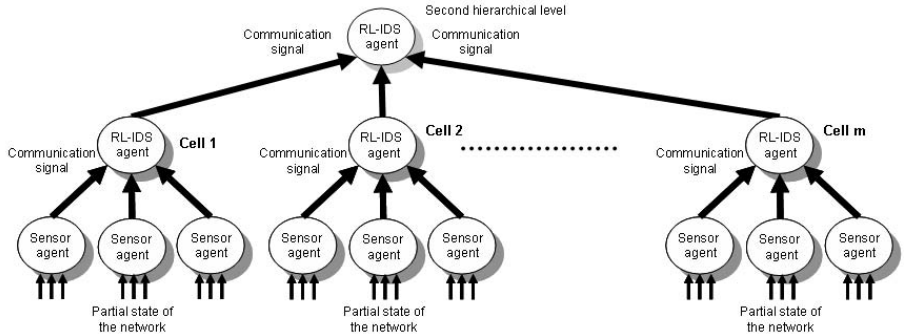 Second hierarchical level
Communication
signal
RL-IDS
agent
Communication
signal
RL-IDS
agent
Cell 1
Communication
signal
RL-IDS
agent
Cell 2
Communication
signal
RL-IDS
agent
Cell m
Communication
signal
Sensor
agent
Sensor
agent
Sensor
agent
Sensor
agent
Sensor
agent
Sensor
agent
Sensor
agent
Sensor
agent
Sensor
agent
Partial state of
the network
Partial state of
the network
Partial state of
the network